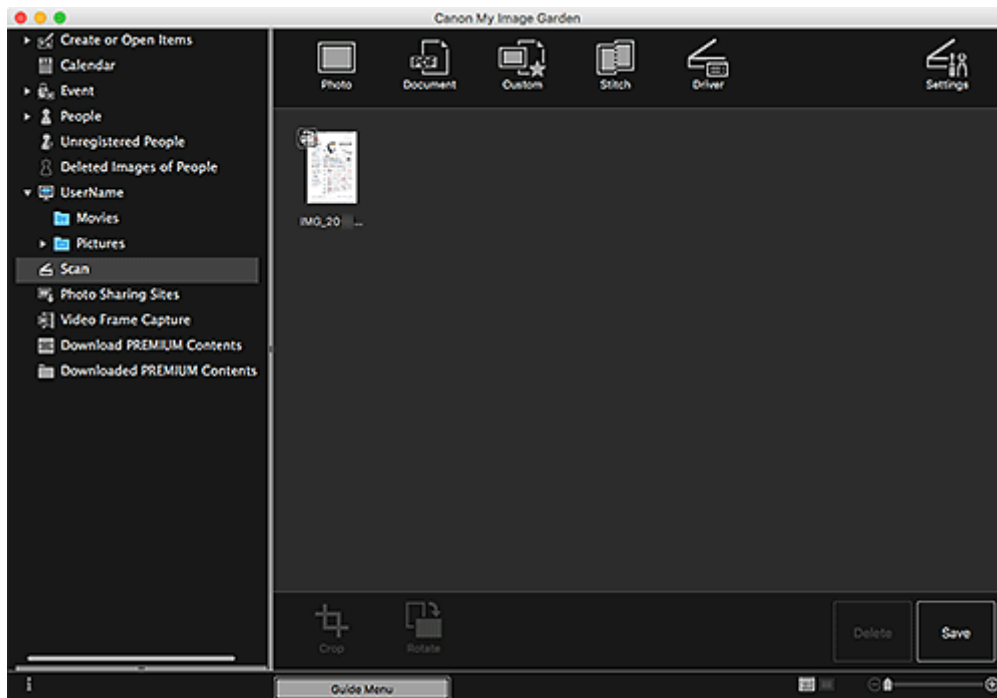 Canon My Image Garden
Create or Open Items
Calendar
Event
People
Unregistered People
Deleted Images of People
UserName
Movies
Pictures
Scan
Photo Sharing Sites
Video Frame Capture
Download PREMIUM Contents
Downloaded PREMIUM Contents
Photo
Document
Custom
Stitch
Driver
Settings
PDF
IMG_20 ...
Crop
Rotate
Delete
Save
Guide Menu